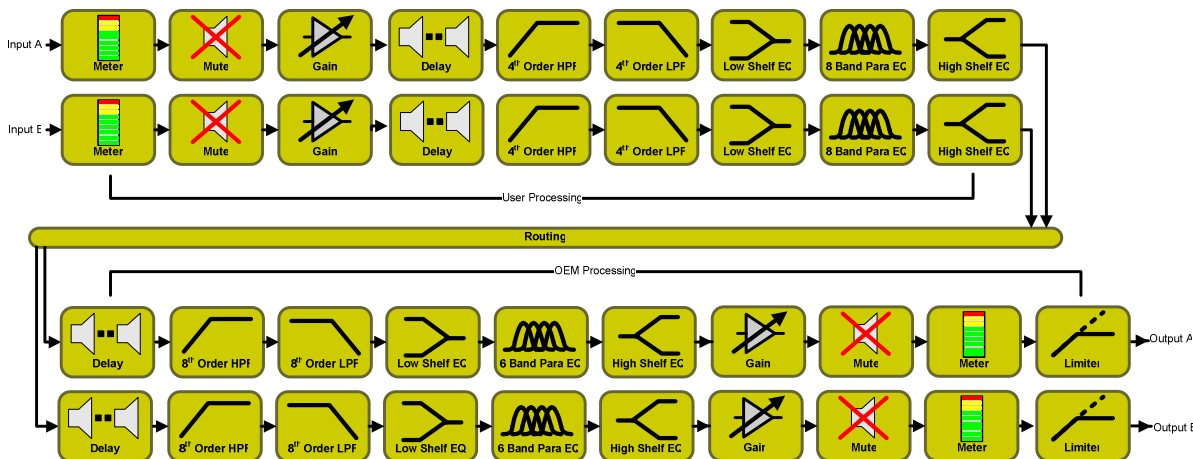 Input A Meter Mute Gain Delay 4th Order HPF 4th Order LPF Low Shelf EQ 8 Band Para EQ High Shelf EQ
Input B Meter Mute Gain Delay 4th Order HPF 4th Order LPF Low Shelf EQ 8 Band Para EQ High Shelf EQ
User Processing
Routing
OEM Processing
Delay 8th Order HPF 8th Order LPF Low Shelf EQ 6 Band Para EQ High Shelf EQ Gain Mute Meter Limiter Output A
Delay 8th Order HPF 8th Order LPF Low Shelf EQ 6 Band Para EQ High Shelf EQ Gain Mute Meter Limiter Output B